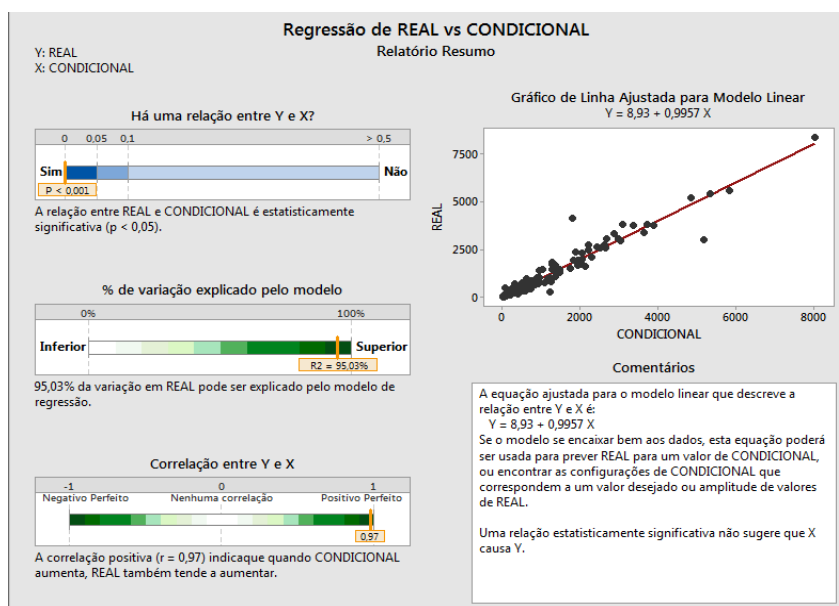 Regressão de REAL vs CONDICIONAL
Relatório Resumo
Y: REAL
X: CONDICIONAL
Há uma relação entre Y e X?
0 0,05 0,1 > 0,5
Sim Não
P < 0,001
A relação entre REAL e CONDICIONAL é estatisticamente
significativa (p < 0,05).
% de variação explicado pelo modelo
0% 100%
Inferior Superior
R2 = 95,03%
95,03% da variação em REAL pode ser explicado pelo modelo de
regressão.
Correlação entre Y e X
-1 0 1
Negativo Perfeito Nenhuma correlação Positivo Perfeito
0,97
A correlação positiva (r = 0,97) indicaque quando CONDICIONAL
aumenta, REAL também tende a aumentar.
Gráfico de Linha Ajustada para Modelo Linear
Y = 8,93 + 0,9957 X
7500
5000
2500
0
REAL
0 2000 4000 6000 8000
CONDICIONAL
Comentários
A equação ajustada para o modelo linear que descreve a
relação entre Y e X é:
Y = 8,93 + 0,9957 X
Se o modelo se encaixar bem aos dados, esta equação poderá
ser usada para prever REAL para um valor de CONDICIONAL,
ou encontrar as configurações de CONDICIONAL que
correspondem a um valor desejado ou amplitude de valores
de REAL.
Uma relação estatisticamente significativa não sugere que X
causa Y.